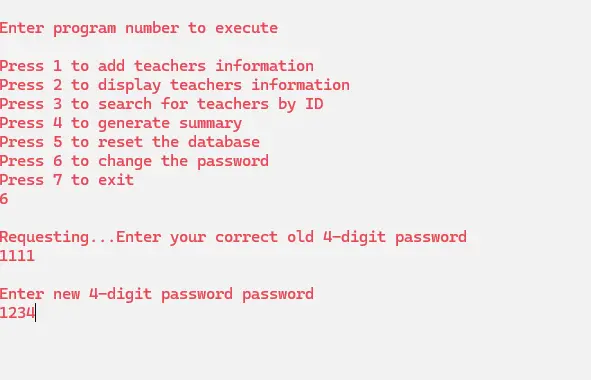 Enter program number to execute
Press 1 to add teachers information
Press 2 to display teachers information
Press 3 to search for teachers by ID
Press 4 to generate summary
Press 5 to reset the database
Press 6 to change the password
Press 7 to exit
6
Requesting...Enter your correct old 4-digit password
1111
Enter new 4-digit password password
1234